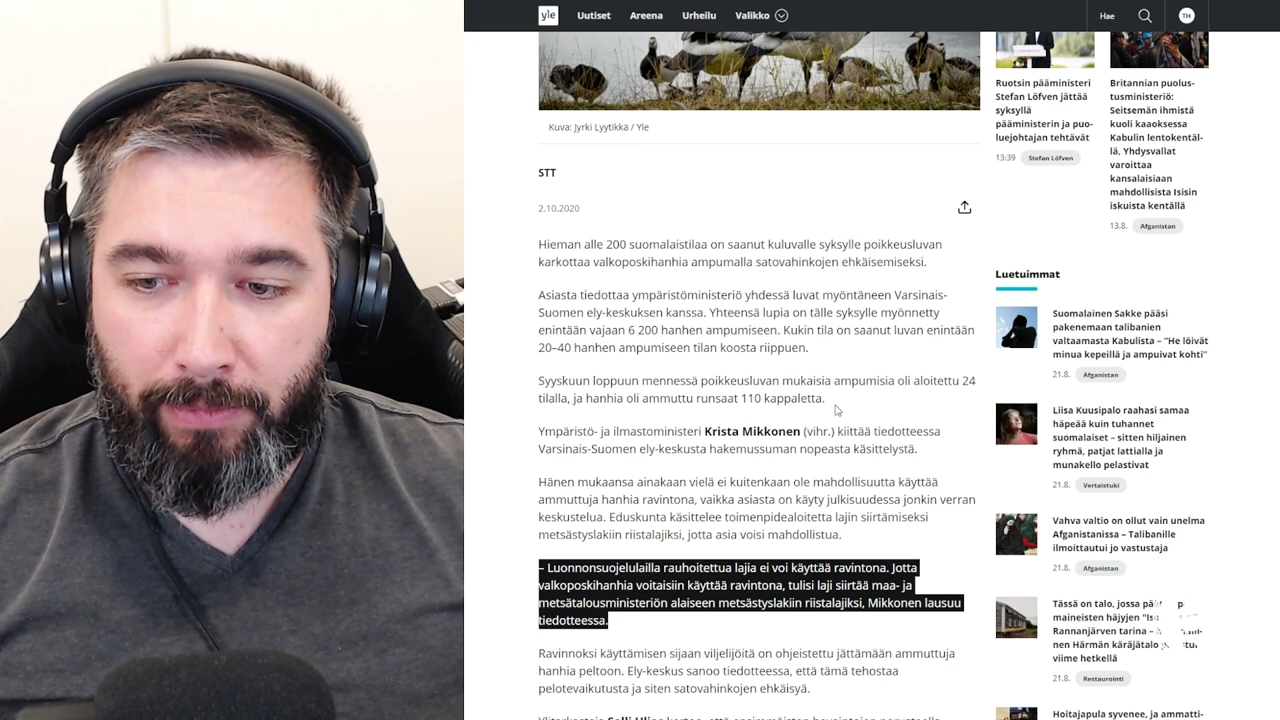 yle Uutiset Areena Urheilu Valikko Hae TH
Kuva: Jyrki Lyytikkä / Yle
STT
2.10.2020
Hieman alle 200 suomalaistilaa on saanut kuluvalle syksylle poikkeusluvan
karkottaa valkoposkihanhia ampumalla satovahinkojen ehkäisemiseksi.
Asiasta tiedottaa ympäristöministeriö yhdessä luvat myöntäneen Varsinais-
Suomen ely-keskuksen kanssa. Yhteensä lupia on tälle syksylle myönnetty
enintään vajaan 6 200 hanhen ampumiseen. Kukin tila on saanut luvan enintään
20–40 hanhen ampumiseen tilan koosta riippuen.
Syyskuun loppuun mennessä poikkeusluvan mukaisia ampumisia oli aloitettu 24
tilalla, ja hanhia oli ammuttu runsaat 110 kappaletta.
Ympäristö- ja ilmastoministeri Krista Mikkonen (vihr.) kiittää tiedotteessa
Varsinais-Suomen ely-keskusta hakemussuman nopeasta käsittelystä.
Hänen mukaansa ainakaan vielä ei kuitenkaan ole mahdollisuutta käyttää
ammuttuja hanhia ravintona, vaikka asiasta on käyty julkisuudessa jonkin verran
keskustelua. Eduskunta käsittelee toimenpidealoitetta lajin siirtämiseksi
metsästyslakiin riistalajiksi, jotta asia voisi mahdollistua.
– Luonnonsuojelulailla rauhoitettua lajia ei voi käyttää ravintona. Jotta
valkoposkihanhia voitaisiin käyttää ravintona, tulisi laji siirtää maa- ja
metsätalousministeriön alaiseen metsästyslakiin riistalajiksi, Mikkonen lausuu
tiedotteessa.
Ravinnoksi käyttämisen sijaan viljelijöitä on ohjeistettu jättämään ammuttuja
hanhia peltoon. Ely-keskus sanoo tiedotteessa, että tämä tehostaa
pelotevaikutusta ja siten satovahinkojen ehkäisyä.
Ruotsin pääministeri
Stefan Löfven jättää
syksyllä
pääministerin ja puo-
luejohtajan tehtävät
13:39 Stefan Löfven
Britannian puolus-
tusministeriö:
Seitsemän ihmistä
kuoli kaaoksessa
Kabulin lentokentäl-
lä, Yhdysvallat
varoittaa
kansalaisiaan
mahdollisista Isisin
iskuista kentällä
13.8. Afganistan
Luetuimmat
Suomalainen Sakke pääsi
pakenemaan talibanien
valtaamasta Kabulista – "He löivät
minua kepeillä ja ampuivat kohti"
21.8. Afganistan
Liisa Kuusipalo raahasi samaa
häpeää kuin tuhannet
suomalaiset – sitten hiljainen
ryhmä, patjat lattialla ja
munakello pelastivat
21.8. Vertaistuki
Vahva valtio on ollut vain unelma
Afganistanissa – Talibanille
ilmoittautui jo vastustaja
21.8. Afganistan
Tässä on talo, jossa
maineisten häjyjen
Rannanjärven tarina –
nen Härmän käräjätalo
viime hetkellä
21.8. Restaurointi
Hoitajapula syvenee, ja ammatti-